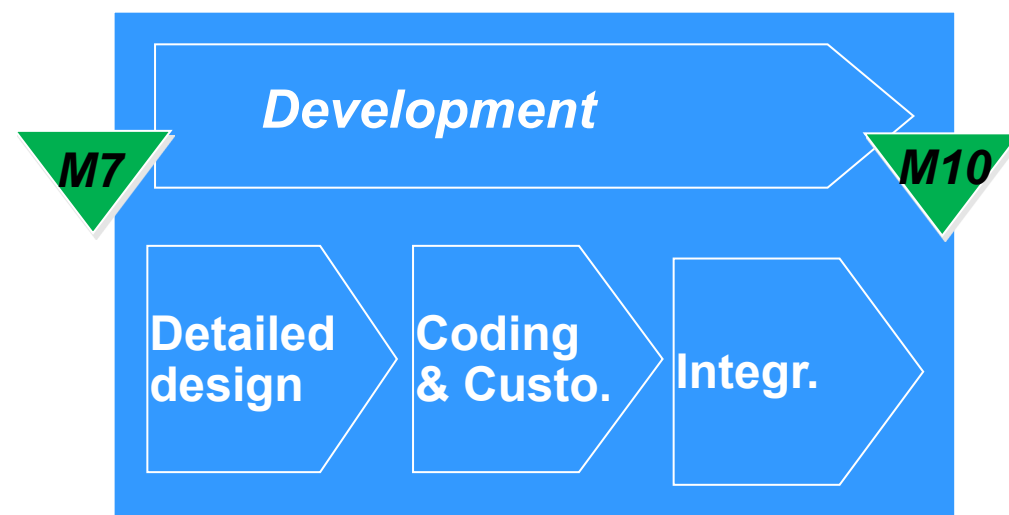 Development
M7
M10
Detailed
design
Coding
& Custo.
Integr.